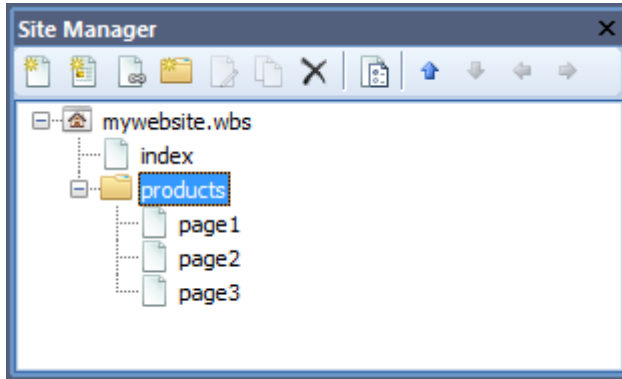 Site Manager
mywebsite.wbs
index
products
page1
page2
page3